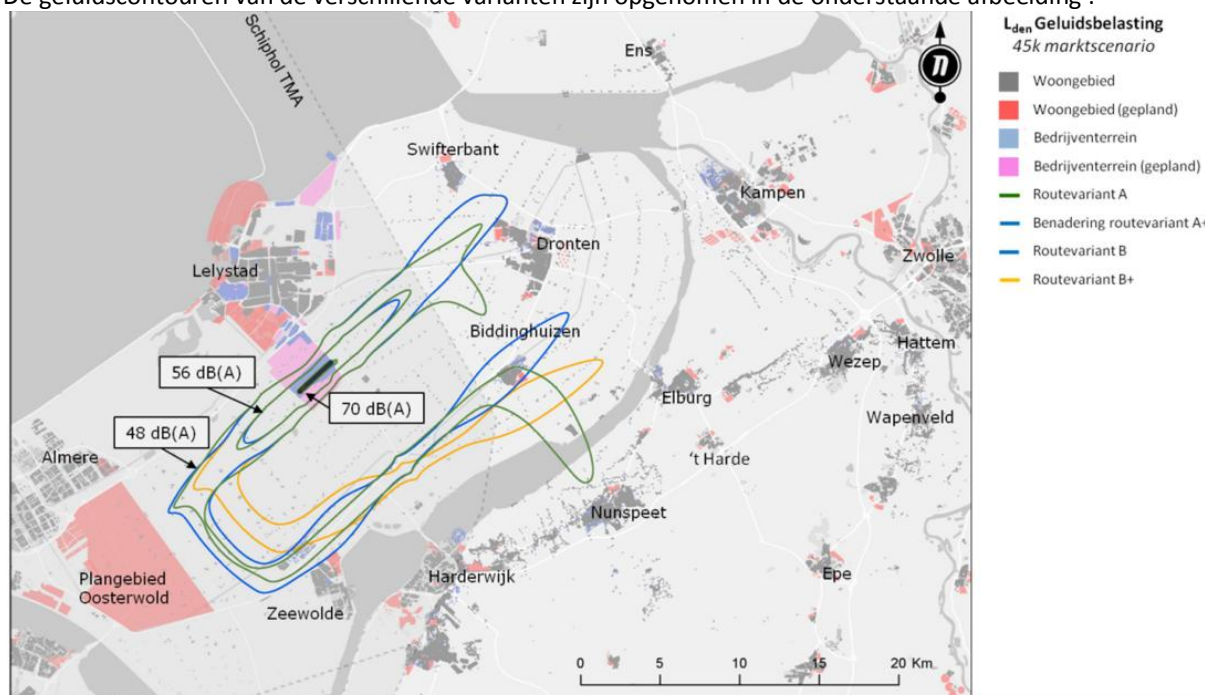 De geluidscontouren van de verschillende varianten zijn opgenomen in de onderstaande afbeelding .
Lden Geluidsbelasting
45k marktscenario
Woongebied
Woongebied (gepland)
Bedrijventerrein
Bedrijventerrein (gepland)
Routevariant A
Benadering routevariant A+
Routevariant B
Routevariant B+
n
Schiphol TMA
Ens
Swifterbant
Kampen
Dronten
Zwolle
Lelystad
Biddinghuizen
Hattem
Wezep
56 dB(A)
Elburg
70 dB(A)
Wapenveld
48 dB(A)
Almere
't Harde
Nunspeet
Plangebied
Oosterwold
Harderwijk
Epe
Zeewolde
0 5 10 15 20 Km